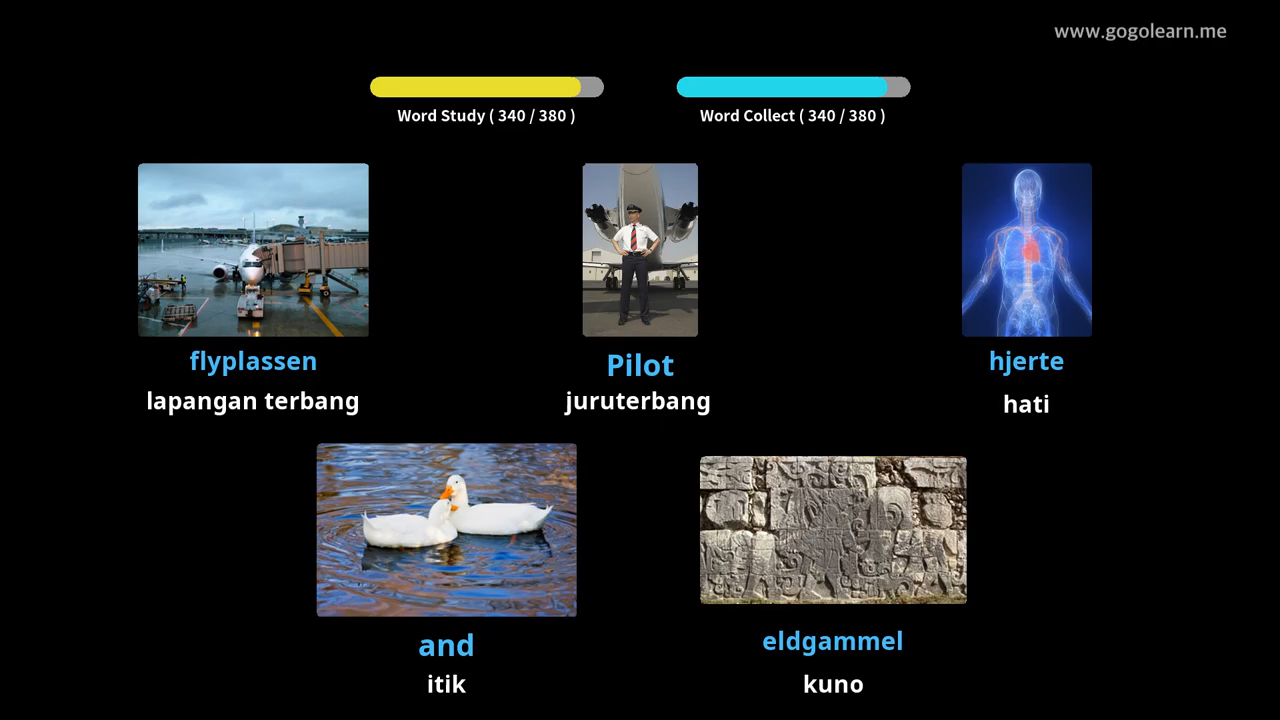 www.gogolearn.me
Word Study ( 340 / 380 )
Word Collect ( 340 / 380 )
flyplassen
lapangan terbang
Pilot
juruterbang
hjerte
hati
and
itik
eldgammel
kuno